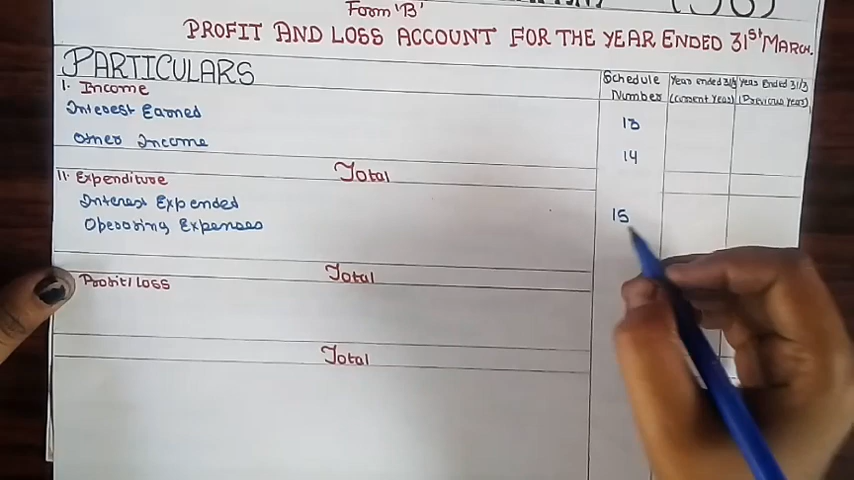 Form 'B'
PROFIT AND LOSS ACCOUNT FOR THE YEAR ENDED 31st MARCH.
PARTICULARS
Schedule Number
Year ended 31/3 (Current Year)
Year Ended 31/3 (Previous Year)
I. Income
Interest Earned
13
Other Income
14
Total
II. Expenditure
Interest Expended
15
Operating Expenses
Total
Profit/Loss
Total